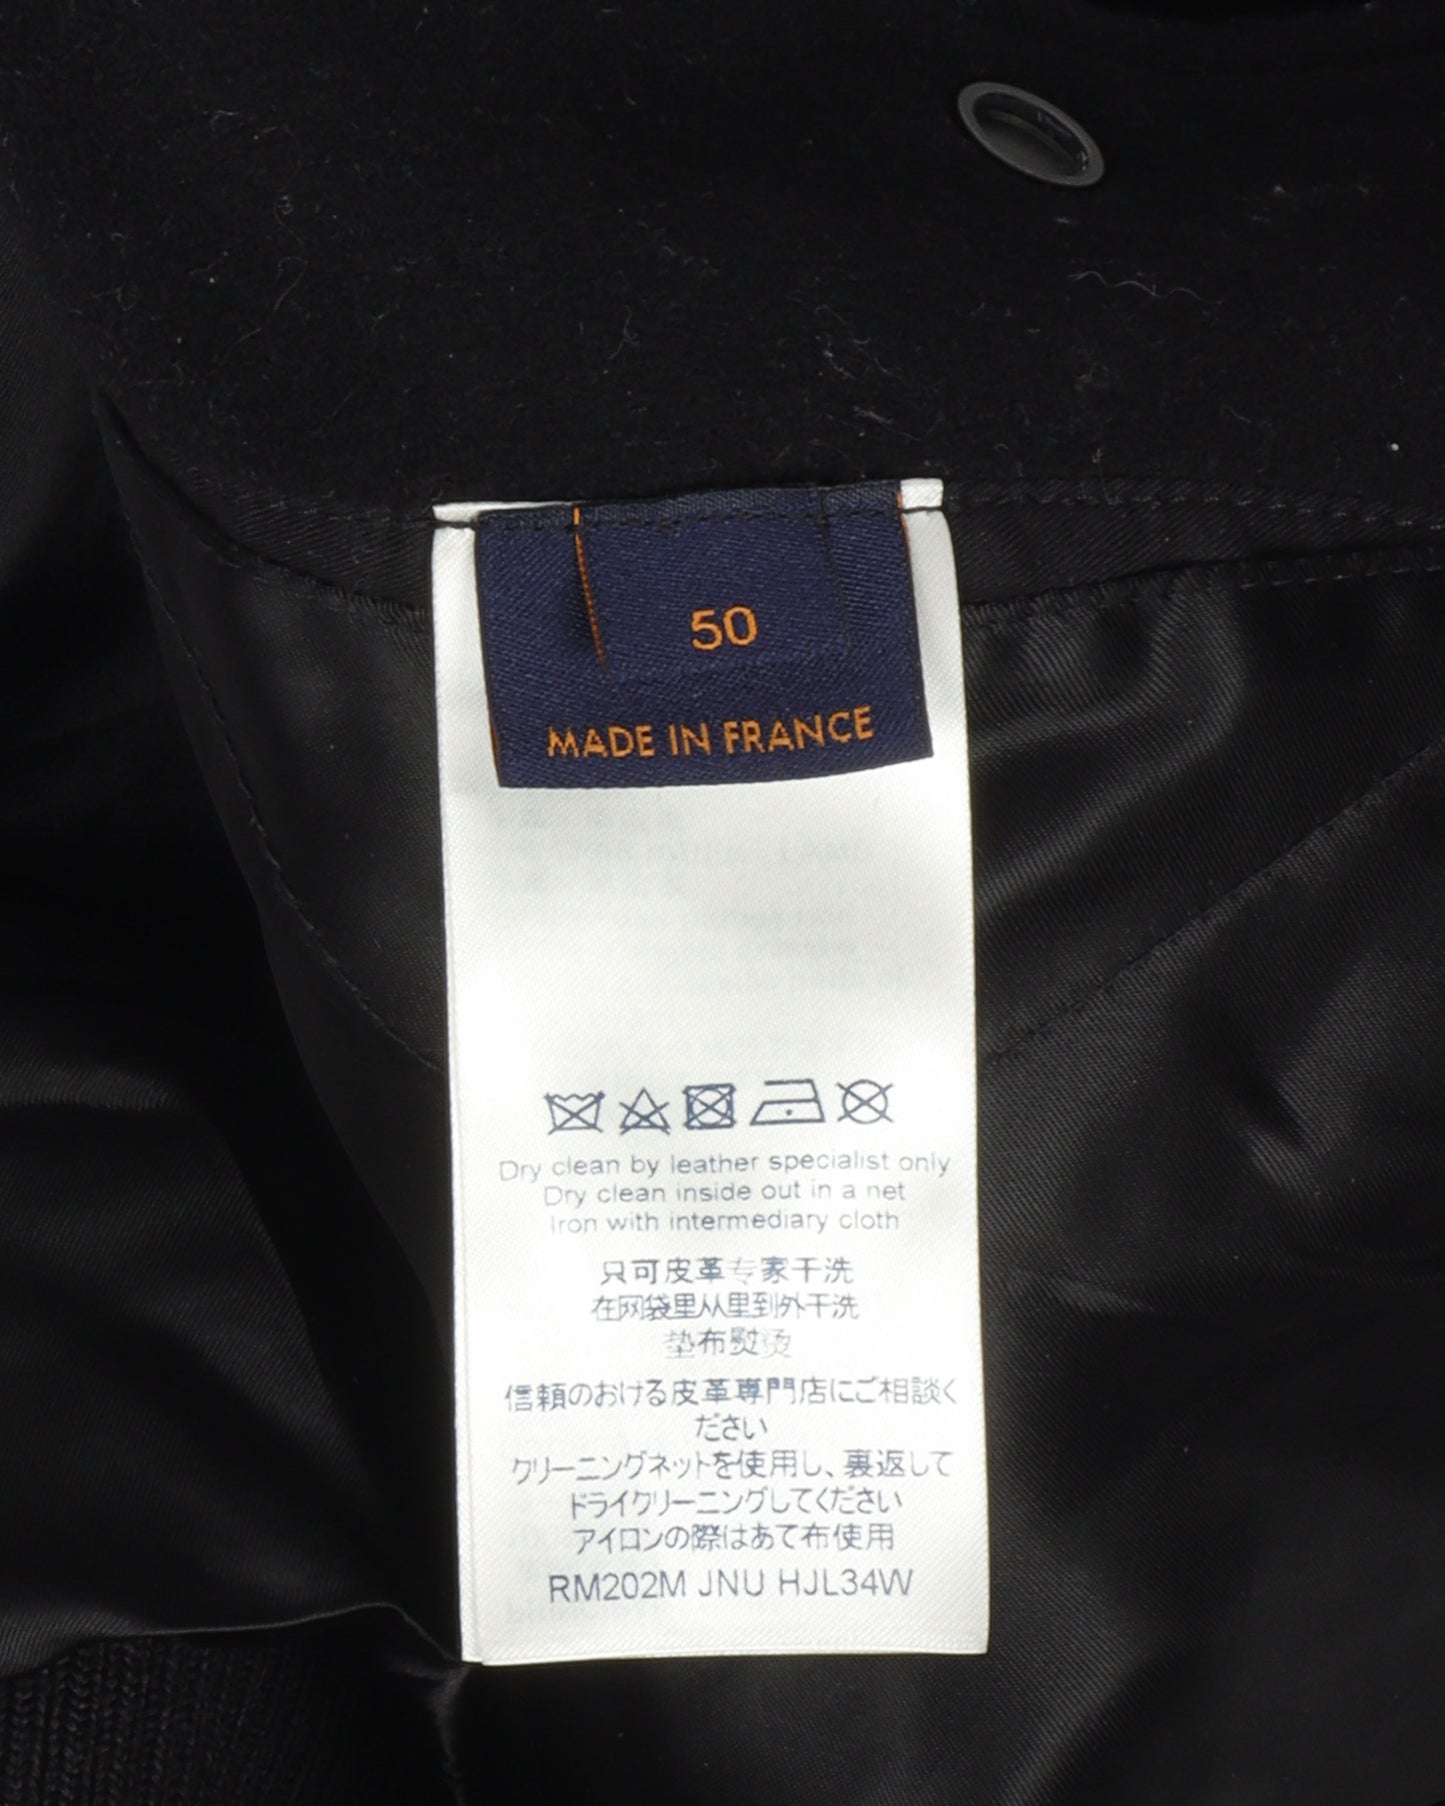 50
MADE IN FRANCE
Dry clean by leather specialist only
Dry clean inside out in a net
Iron with intermediary cloth
只可皮革专家干洗
在网袋里从里到外干洗
垫布熨烫
信頼のおける皮革専門店にご相談く
ださい
クリーニングネットを使用し、裏返して
ドライクリーニングしてください
アイロンの際はあて布使用
RM202M JNU HJL34W